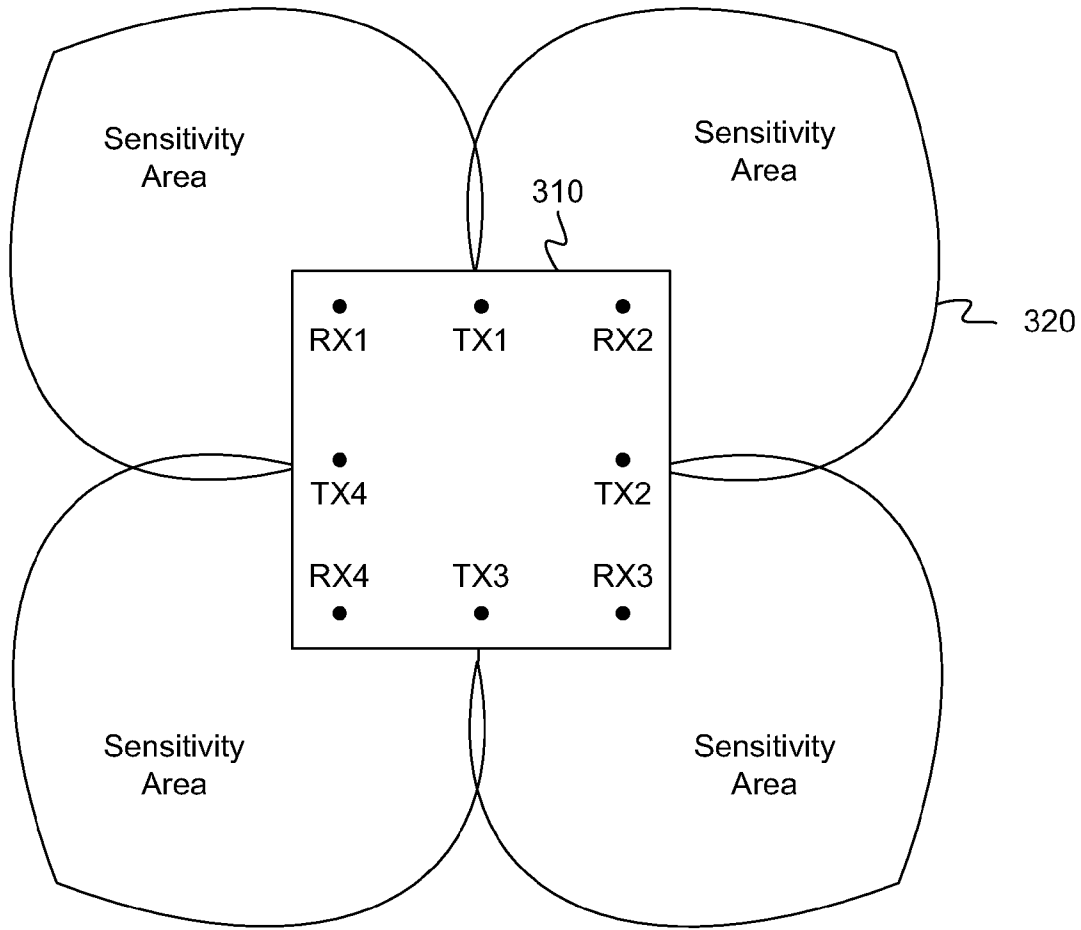 Sensitivity
Area
Sensitivity
Area
310
320
RX1 TX1 RX2
TX4 TX2
RX4 TX3 RX3
Sensitivity
Area
Sensitivity
Area